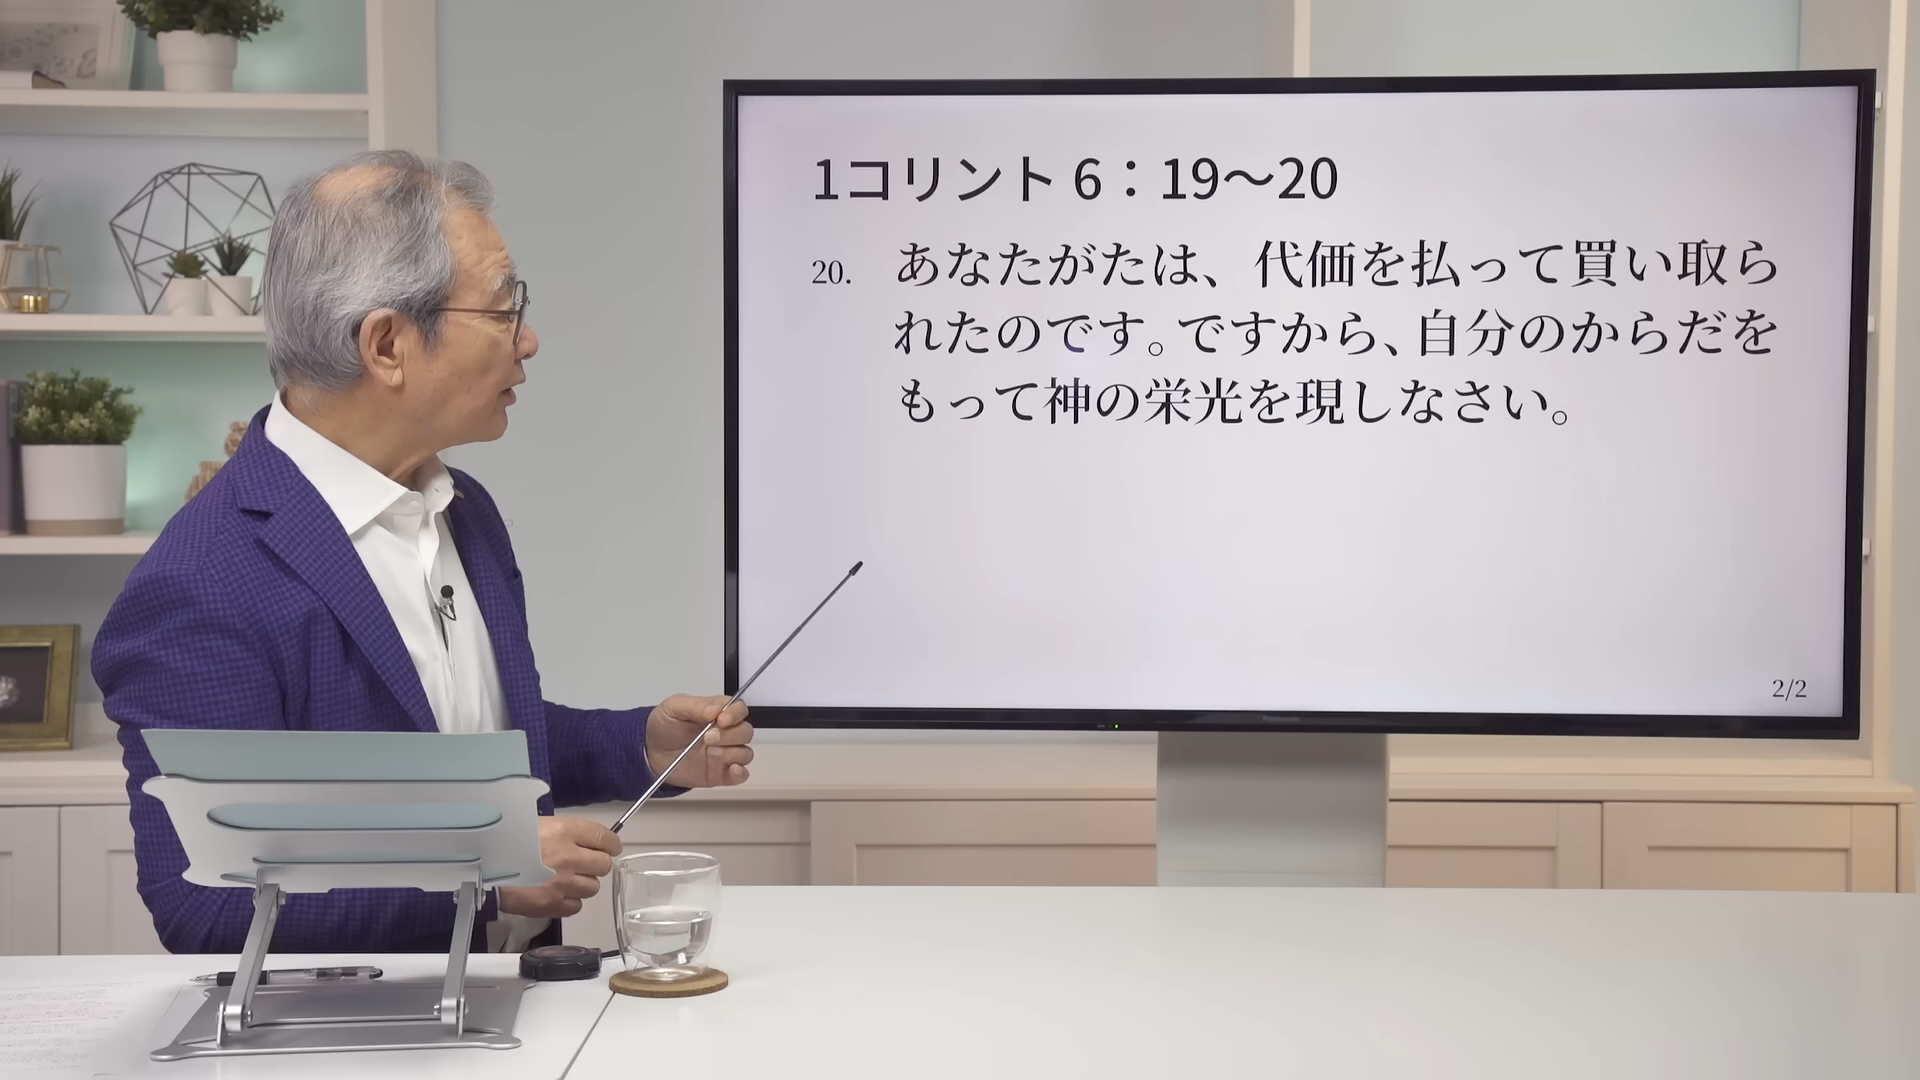 1コリント 6：19〜20
20. あなたがたは、代価を払って買い取ら
れたのです。ですから、自分のからだを
もって神の栄光を現しなさい。
2/2
Panasonic